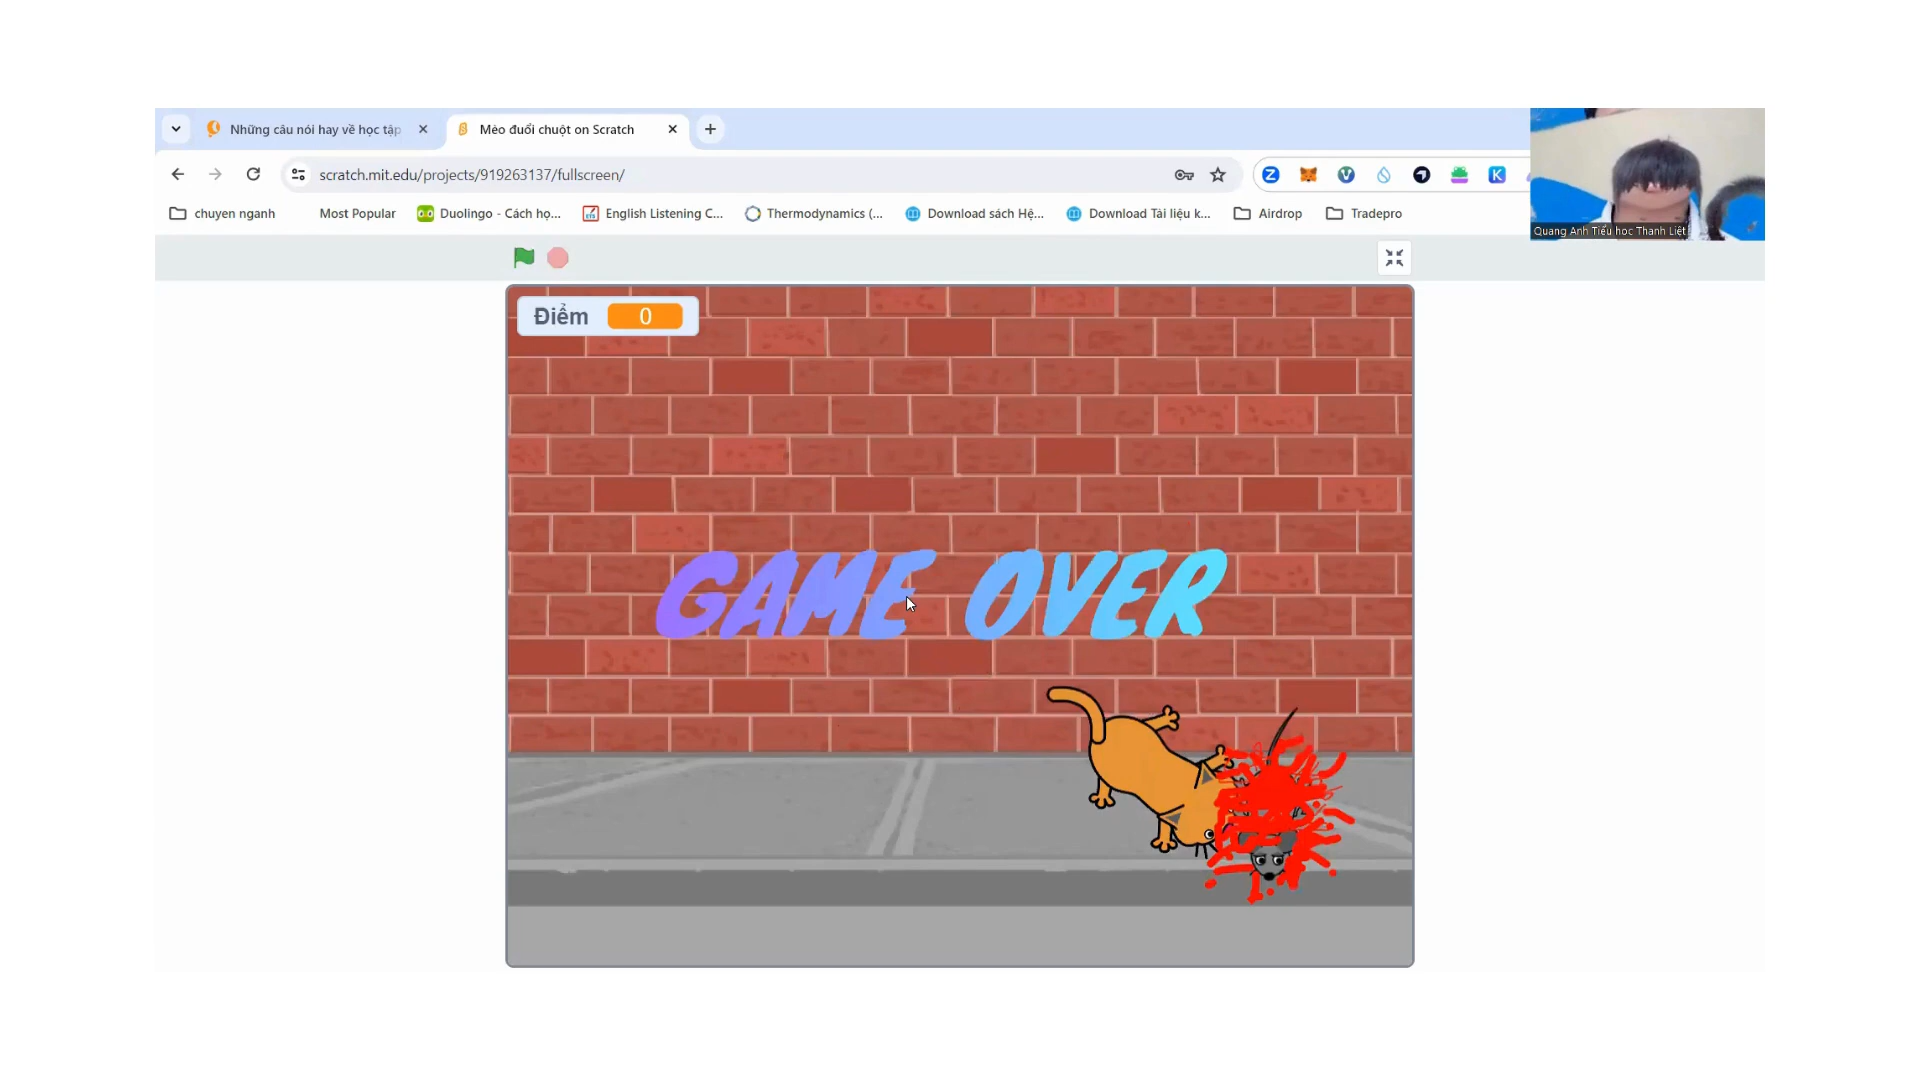 Những câu nói hay về học tập
Mèo đuổi chuột on Scratch
scratch.mit.edu/projects/919263137/fullscreen/
chuyen nganh
Most Popular
Duolingo - Cách họ...
English Listening C...
Thermodynamics (...
Download sách Hệ...
Download Tài liệu k...
Airdrop
Tradepro
Quang Anh Tiểu học Thanh Liệt
Điểm 0
GAME OVER